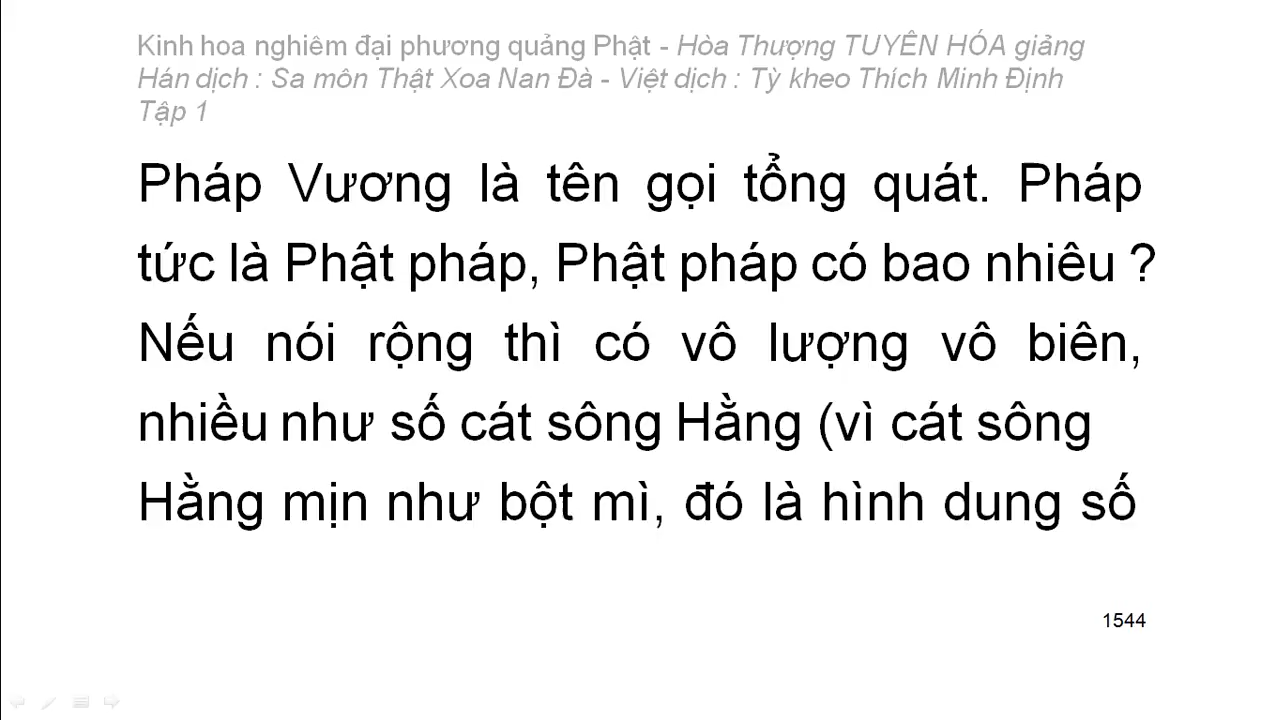 Kinh hoa nghiêm đại phương quảng Phật - Hòa Thượng TUYÊN HÓA giảng
Hán dịch : Sa môn Thật Xoa Nan Đà - Việt dịch : Tỳ kheo Thích Minh Định
Tập 1
Pháp Vương là tên gọi tổng quát. Pháp
tức là Phật pháp, Phật pháp có bao nhiêu ?
Nếu nói rộng thì có vô lượng vô biên,
nhiều như số cát sông Hằng (vì cát sông
Hằng mịn như bột mì, đó là hình dung số
1544